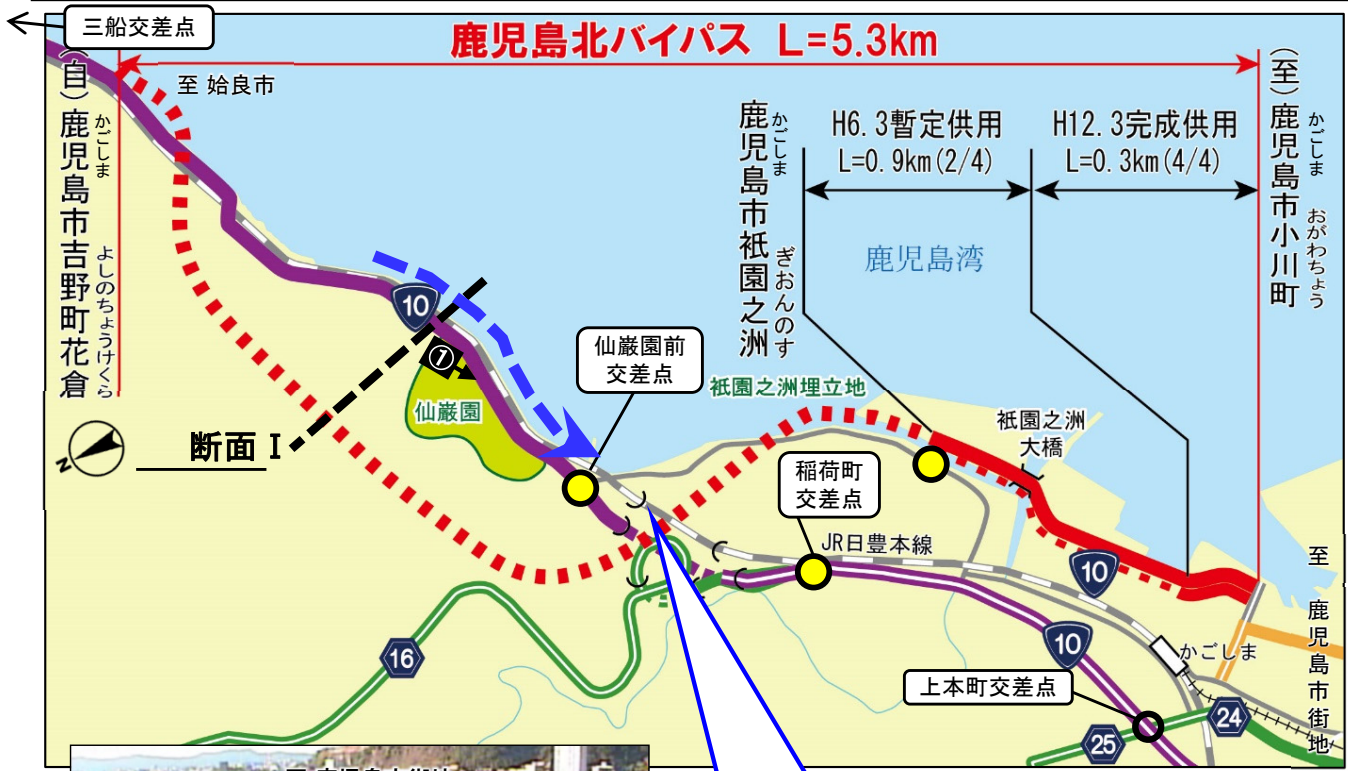 三船交差点
鹿児島北バイパス L=5.3km
至 姶良市
(自)鹿児島市吉野町花倉
かごしま
よしのちょうけくら
鹿児島市祇園之洲
かごしま
ぎおんのす
H6.3暫定供用
L=0.9km(2/4)
H12.3完成供用
L=0.3km(4/4)
(至)鹿児島市小川町
かごしま
おがわちょう
鹿児島湾
10
①
仙巌園
仙巌園前
交差点
祇園之洲埋立地
祇園之洲
大橋
N
断面 I
稲荷町
交差点
JR日豊本線
10
至 鹿児島市街地
16
10
かごしま
上本町交差点
24
25